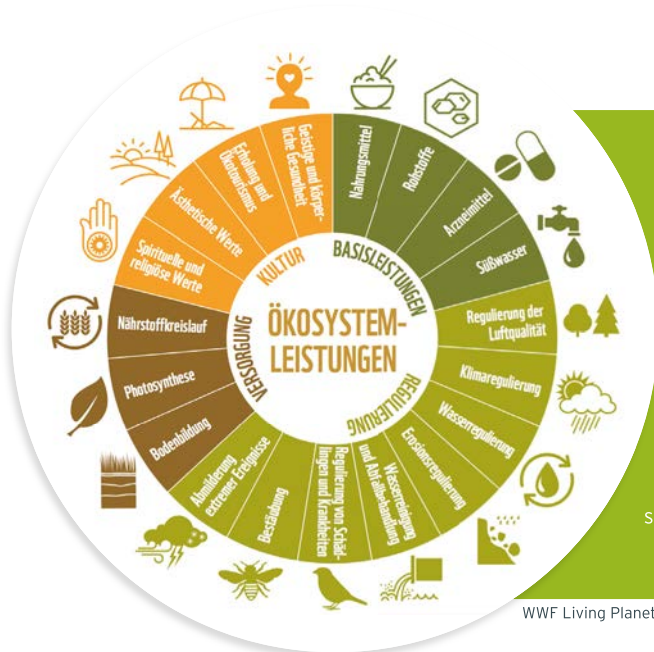 ÖKOSYSTEM-
LEISTUNGEN
BASISLEISTUNGEN
Nahrungsmittel
Rohstoffe
Arzneimittel
Süßwasser
REGULIERUNG
Regulierung der
Luftqualität
Klimaregulierung
Wasserregulierung
Erosionsregulierung
Wasserreinigung
und Abfallbehandlung
Regulierung von Schäd-
lingen und Krankheiten
Bestäubung
Abmilderung
extremer Ereignisse
VERSORGUNG
Bodenbildung
Photosynthese
Nährstoffkreislauf
KULTUR
Spirituelle und
religiöse Werte
Ästhetische Werte
Erholung und
Ökotourismus
Geistige und körper-
liche Gesundheit
S
WWF Living Planet